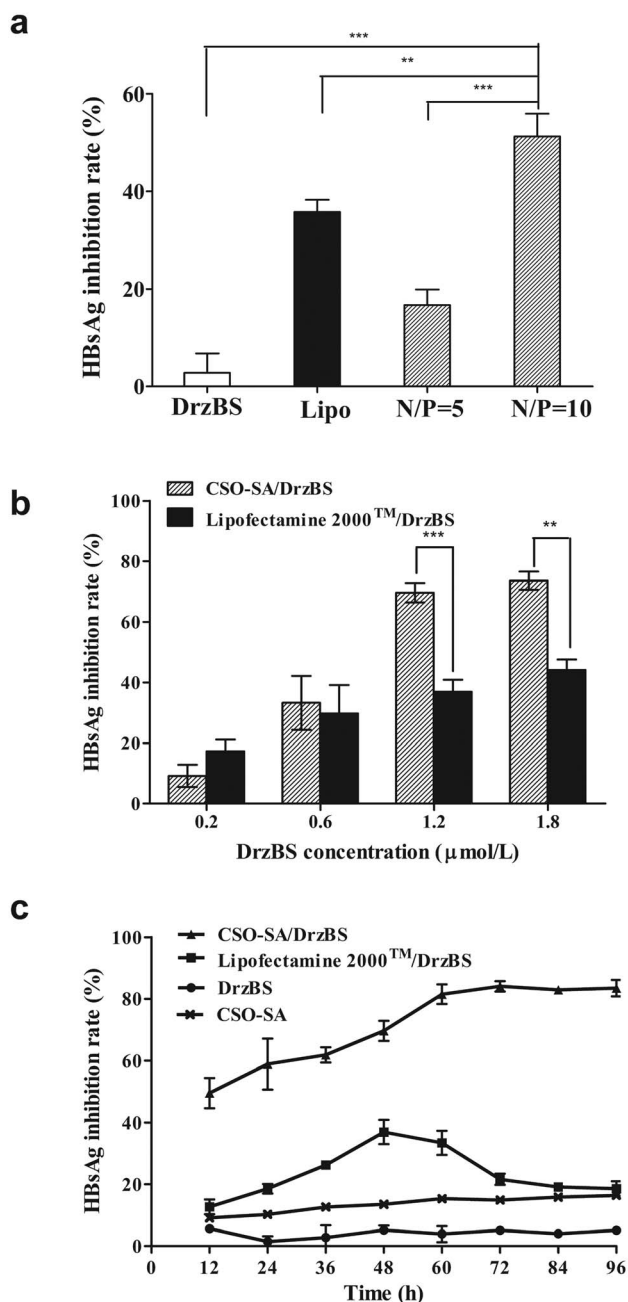 a
***
**
***
HBsAg inhibition rate (%)
60
40
20
0
DrzBS Lipo N/P=5 N/P=10
b
CSO-SA/DrzBS
Lipofectamine 2000™/DrzBS
HBsAg inhibition rate (%)
100
80
60
40
20
0
***
**
0.2 0.6 1.2 1.8
DrzBS concentration (μmol/L)
c
CSO-SA/DrzBS
Lipofectamine 2000™/DrzBS
DrzBS
CSO-SA
HBsAg inhibition rate (%)
100
80
60
40
20
0
0 12 24 36 48 60 72 84 96
Time (h)